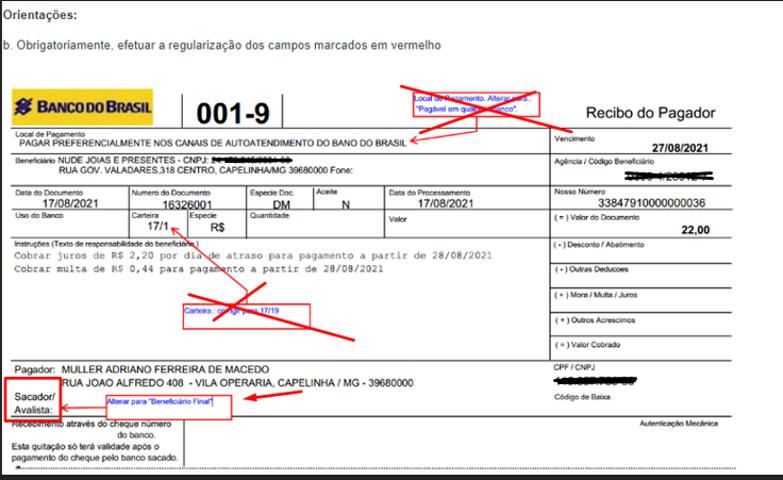 Orientações:
b. Obrigatoriamente, efetuar a regularização dos campos marcados em vermelho
BANCO DO BRASIL
001-9
Local de Pagamento. Alterar para.:
"Pagável em qualquer banco".
Recibo do Pagador
Local de Pagamento
PAGAR PREFERENCIALMENTE NOS CANAIS DE AUTOATENDIMENTO DO BANO DO BRASIL
Vencimento
27/08/2021
Beneficiário NUDE JOIAS E PRESENTES - CNPJ:
RUA GOV. VALADARES,318 CENTRO, CAPELINHA/MG 39680000 Fone:
Agência / Código Beneficiário
Data do Documento Numero do Documento Especie Doc. Aceite Data do Processamento Nosso Número
17/08/2021 16326001 DM N 17/08/2021 33847910000000036
Uso do Banco Carteira Especie Quantidade Valor ( = ) Valor do Documento
17/1 R$ 22,00
Instruções (Texto de responsabilidade do beneficiário.)
Cobrar juros de R$ 2,20 por dia de atraso para pagamento a partir de 28/08/2021
Cobrar multa de R$ 0,44 para pagamento a partir de 28/08/2021
( - ) Desconto / Abatimento
( - ) Outras Deducoes
( + ) Mora / Multa / Juros
Carteira.: corrigir para 17/19
( + ) Outros Acrescimos
( = ) Valor Cobrado
Pagador: MULLER ADRIANO FERREIRA DE MACEDO
RUA JOAO ALFREDO 408 - VILA OPERARIA, CAPELINHA / MG - 39680000
CPF / CNPJ
Sacador/
Avalista:
Alterar para "Beneficiário Final"
Código de Baixa
Recebimento através do cheque número
do banco.
Esta quitação só terá validade após o
pagamento do cheque pelo banco sacado.
Autenticação Mecânica